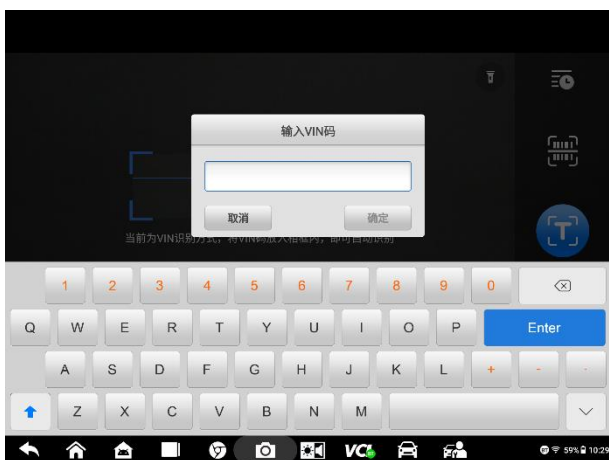 输入VIN码
取消 确定
当前为VIN识别方式，将VIN码放入相框内，即可自动识别
T
1 2 3 4 5 6 7 8 9 0
Q W E R T Y U I O P Enter
A S D F G H J K L + - .
Z X C V B N M
VCI 59% 10:29